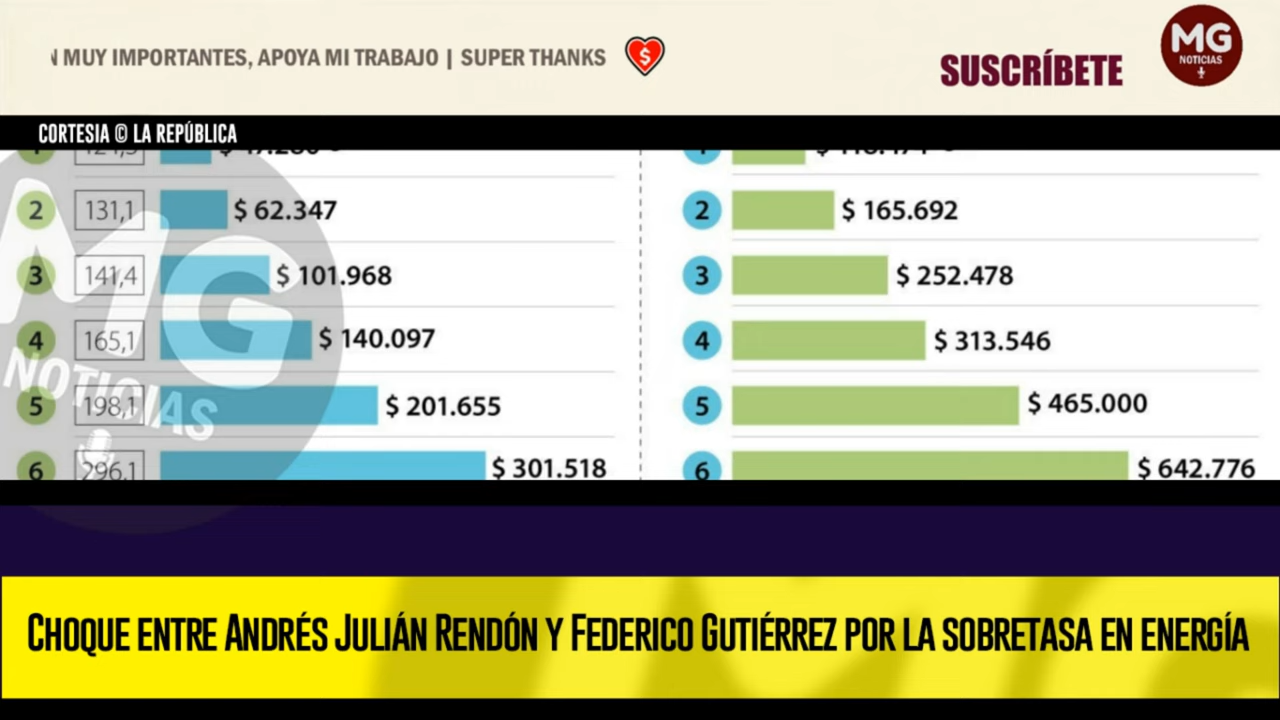 MUY IMPORTANTES, APOYA MI TRABAJO | SUPER THANKS
$
SUSCRÍBETE
MG
NOTICIAS
CORTESIA © LA REPÚBLICA
2 131,1 $ 62.347
2 $ 165.692
3 141,4 $ 101.968
3 $ 252.478
4 165,1 $ 140.097
4 $ 313.546
5 198,1 $ 201.655
5 $ 465.000
6 296,1 $ 301.518
6 $ 642.776
MG
NOTICIAS
CHOQUE ENTRE ANDRÉS JULIÁN RENDÓN Y FEDERICO GUTIÉRREZ POR LA SOBRETASA EN ENERGÍA